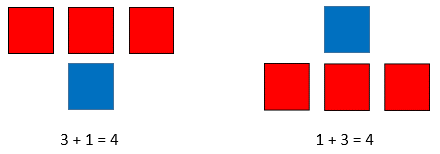 3 + 1 = 4
1 + 3 = 4